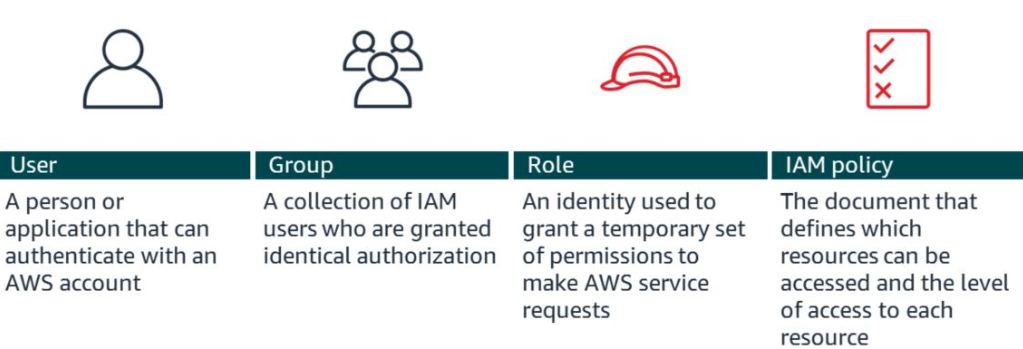 User
A person or
application that can
authenticate with an
AWS account
Group
A collection of IAM
users who are granted
identical authorization
Role
An identity used to
grant a temporary set
of permissions to
make AWS service
requests
IAM policy
The document that
defines which
resources can be
accessed and the level
of access to each
resource